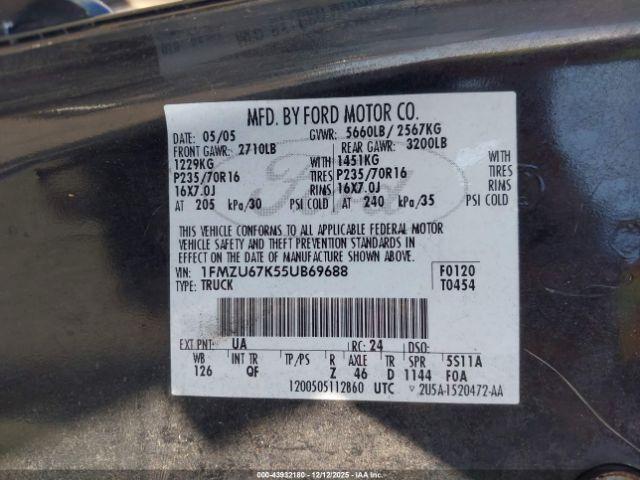 MFD. BY FORD MOTOR CO.
DATE: 05/05 GVWR: 5660LB/ 2567KG
FRONT GAWR: 2710LB REAR GAWR: 3200LB
1229KG WITH 1451KG WITH
P235/70R16 TIRES P235/70R16 TIRES
16X7.0J RIMS 16X7.0J RIMS
AT 205 kPa/30 PSI COLD AT 240 kPa/35 PSI COLD
THIS VEHICLE CONFORMS TO ALL APPLICABLE FEDERAL MOTOR
VEHICLE SAFETY AND THEFT PREVENTION STANDARDS IN
EFFECT ON THE DATE OF MANUFACTURE SHOWN ABOVE.
VIN: 1FMZU67K55UB69688 F0120
TYPE: TRUCK T0454
EXT PNT: UA RC: 24 DSO:
WB INT TR TP/PS R AXLE TR SPR 5S11A
126 QF Z 46 D 1144 F0A
1200505112860 UTC ▽ 2U5A-1520472-AA
Ford
©IAA-43932180 | 12/12/2025 | IAAI.COM